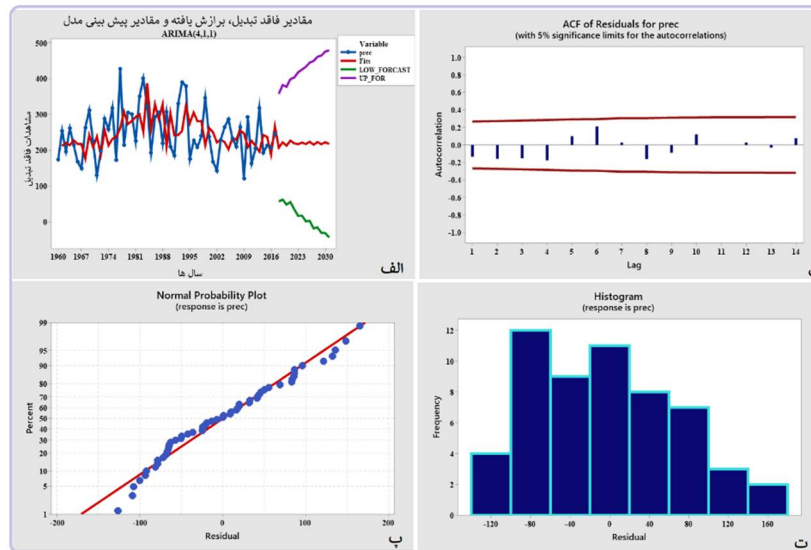 مقادیر فاقد تبدیل، برازش یافته و مقادیر پیش بینی مدل
ARIMA(4,1,1)
Variable
prec
Fits
LOW_FORCAST
UP_FOR
مشاهدات فاقد تبدیل
500
400
300
200
100
0
1960 1967 1974 1981 1988 1995 2002 2009 2016 2023 2030
سال ها
الف
ACF of Residuals for prec
(with 5% significance limits for the autocorrelations)
Autocorrelation
1.0
0.8
0.6
0.4
0.2
0.0
-0.2
-0.4
-0.6
-0.8
-1.0
1 2 3 4 5 6 7 8 9 10 11 12 13 14
Lag
Normal Probability Plot
(response is prec)
Percent
99
95
90
80
70
60
50
40
30
20
10
5
1
-200 -100 0 100 200
Residual
پ
Histogram
(response is prec)
Frequency
12
10
8
6
4
2
0
-120 -80 -40 0 40 80 120 160
Residual
ت